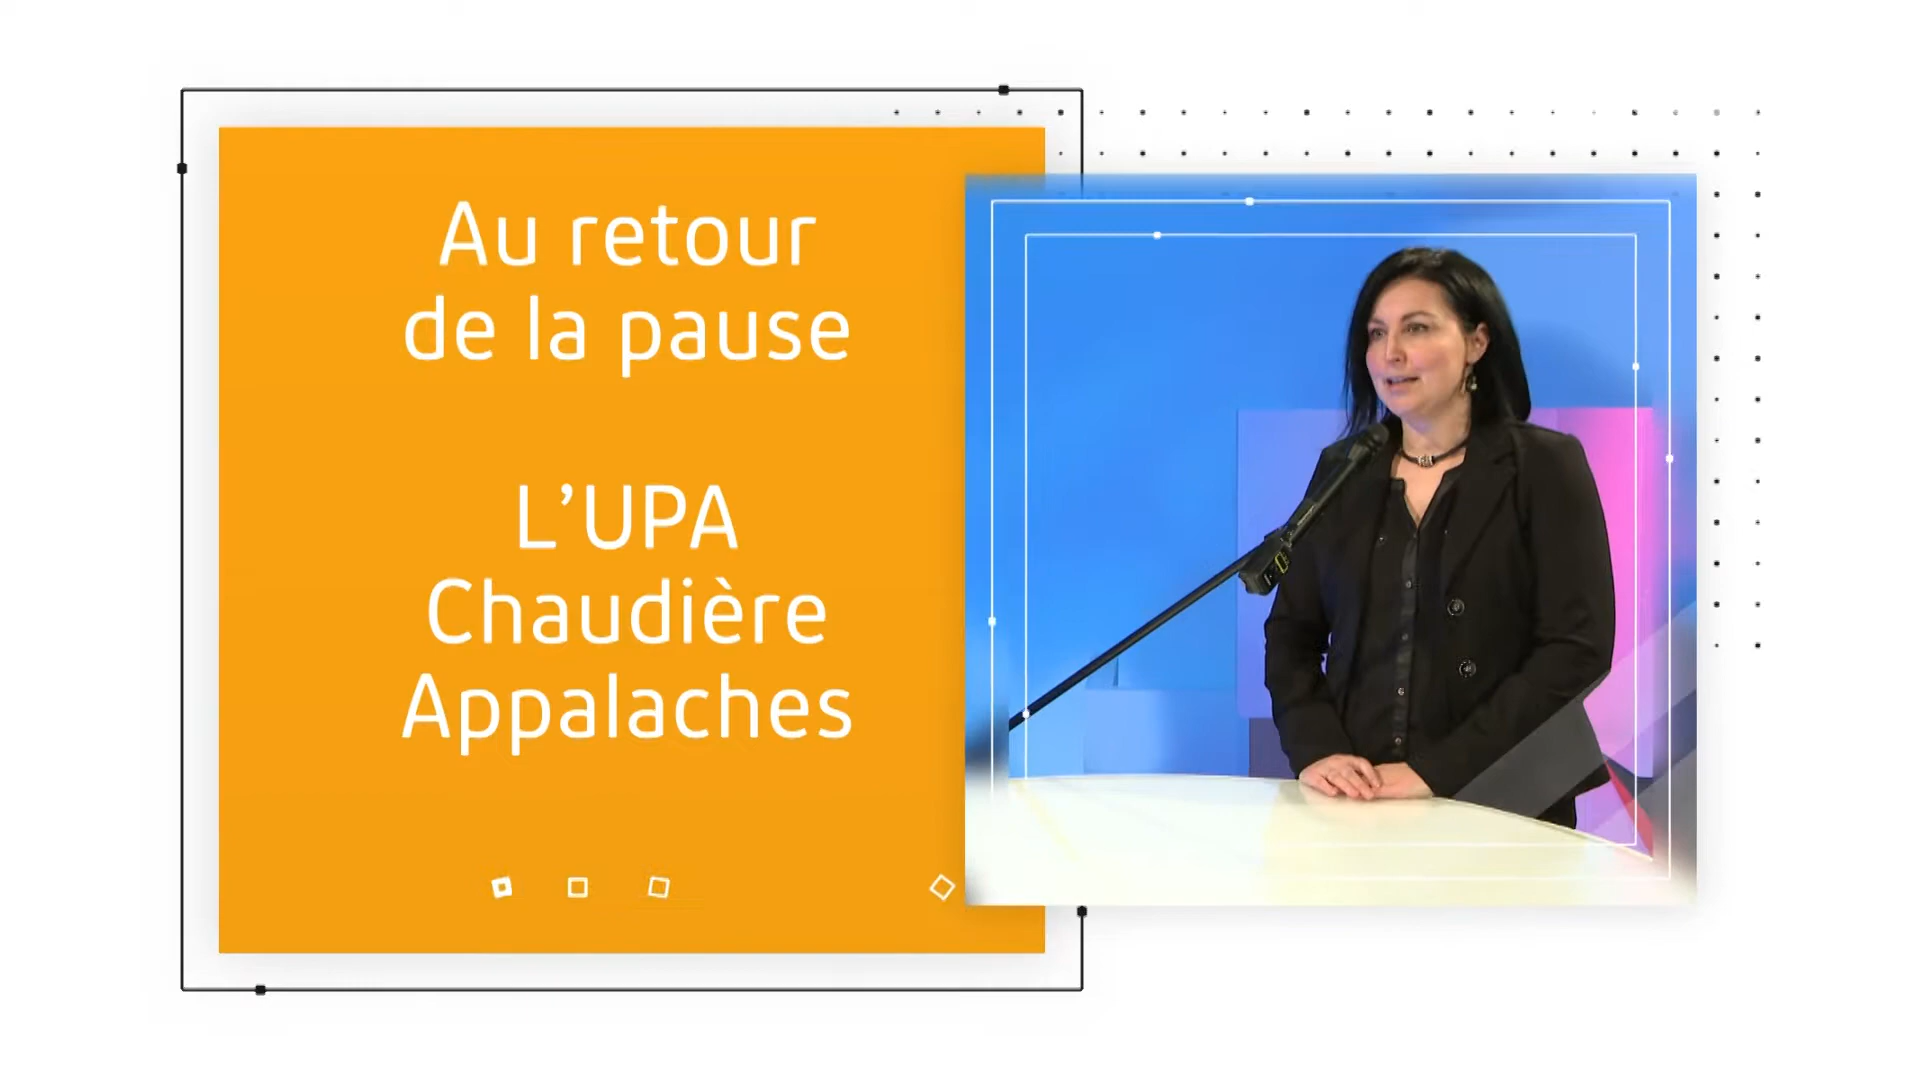 Au retour
de la pause
L’UPA
Chaudière
Appalaches